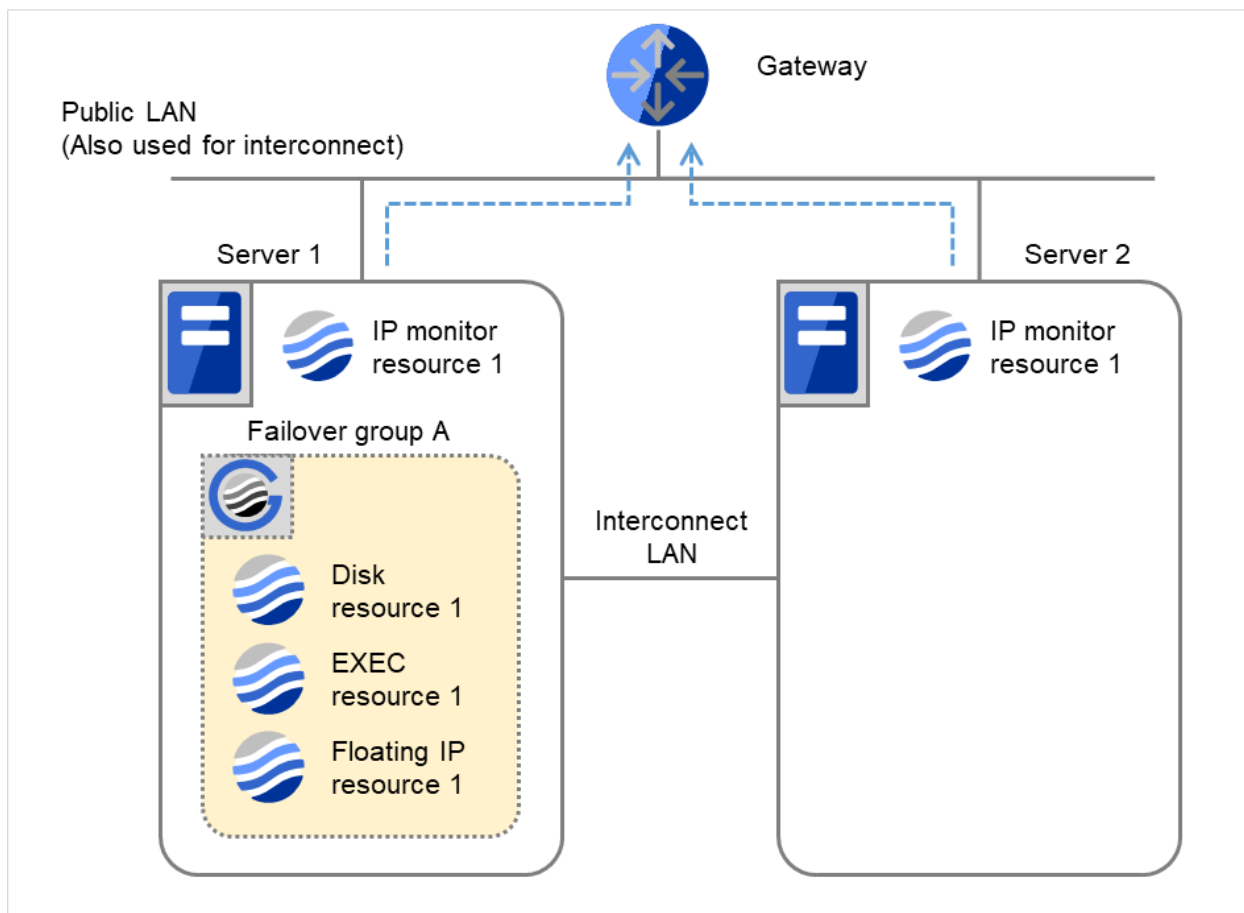 Gateway
Public LAN
(Also used for interconnect)
Server 1
Server 2
IP monitor
resource 1
IP monitor
resource 1
Failover group A
Interconnect
LAN
Disk
resource 1
EXEC
resource 1
Floating IP
resource 1